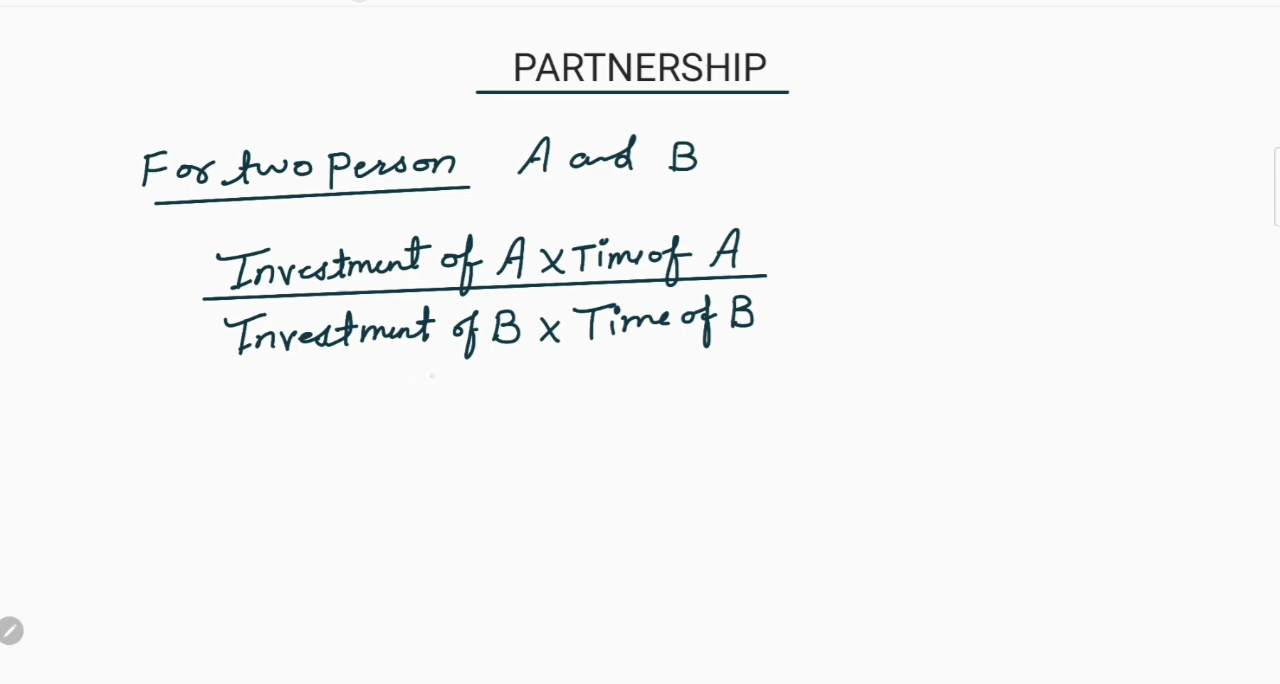 PARTNERSHIP
For two Person A and B
Investment of A x Time of A
Investment of B x Time of B